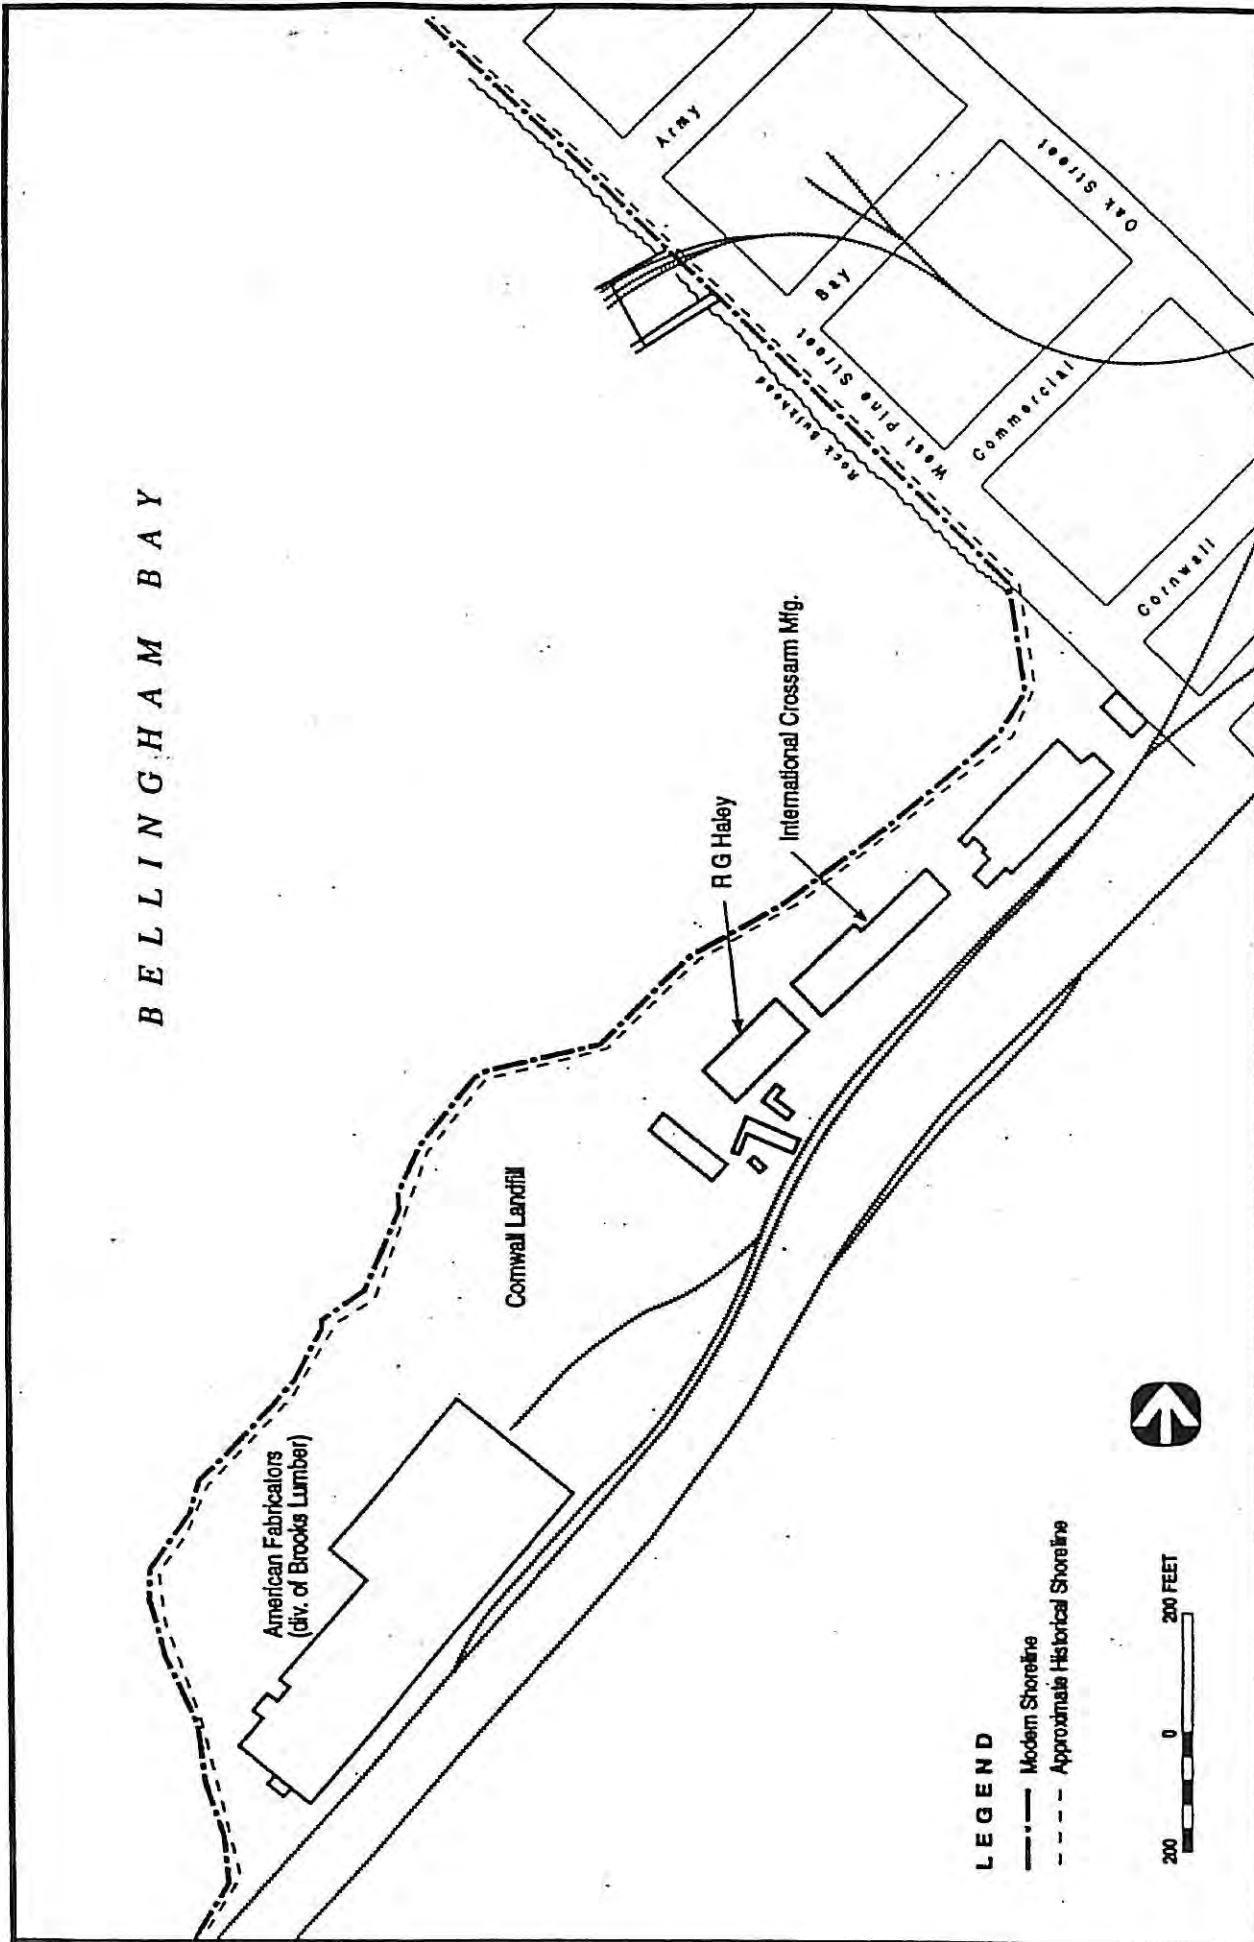 BELLINGHAM BAY
Army
Bay
Oak Street
West Pine Street
Rock Bulkhead
Commercial
Cornwall
International Crossarm Mfg.
R G Haley
Cornwall Landfill
American Fabricators
(div. of Brooks Lumber)
LEGEND
Modern Shoreline
Approximate Historical Shoreline
200 0 200 FEET